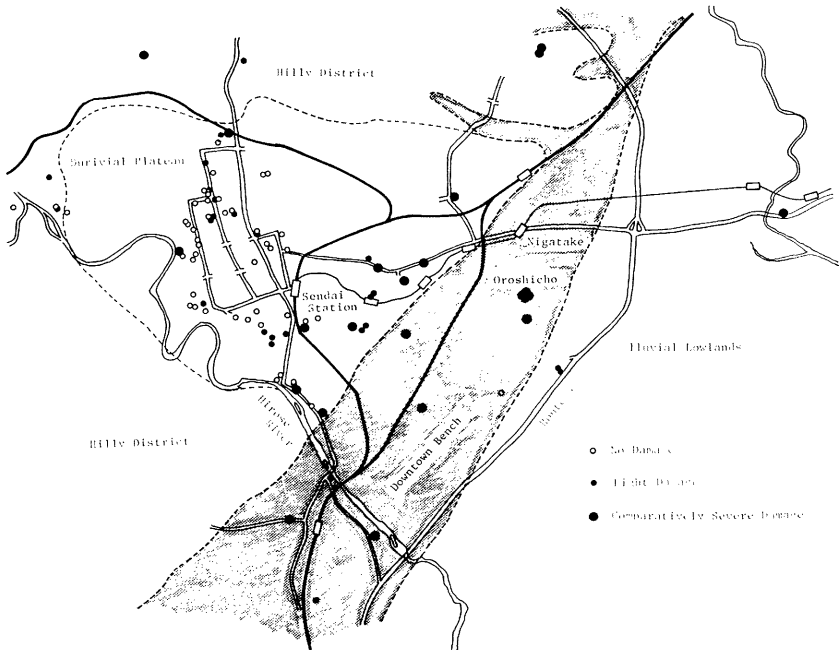 Hilly District
Surivial Plateau
Nigatake
Oroshicho
Sendai
Station
Fluvial Lowlands
Hirose
River
Hilly District
Downtown Bench
Route
No Damage
Light Damage
Comparatively Severe Damage